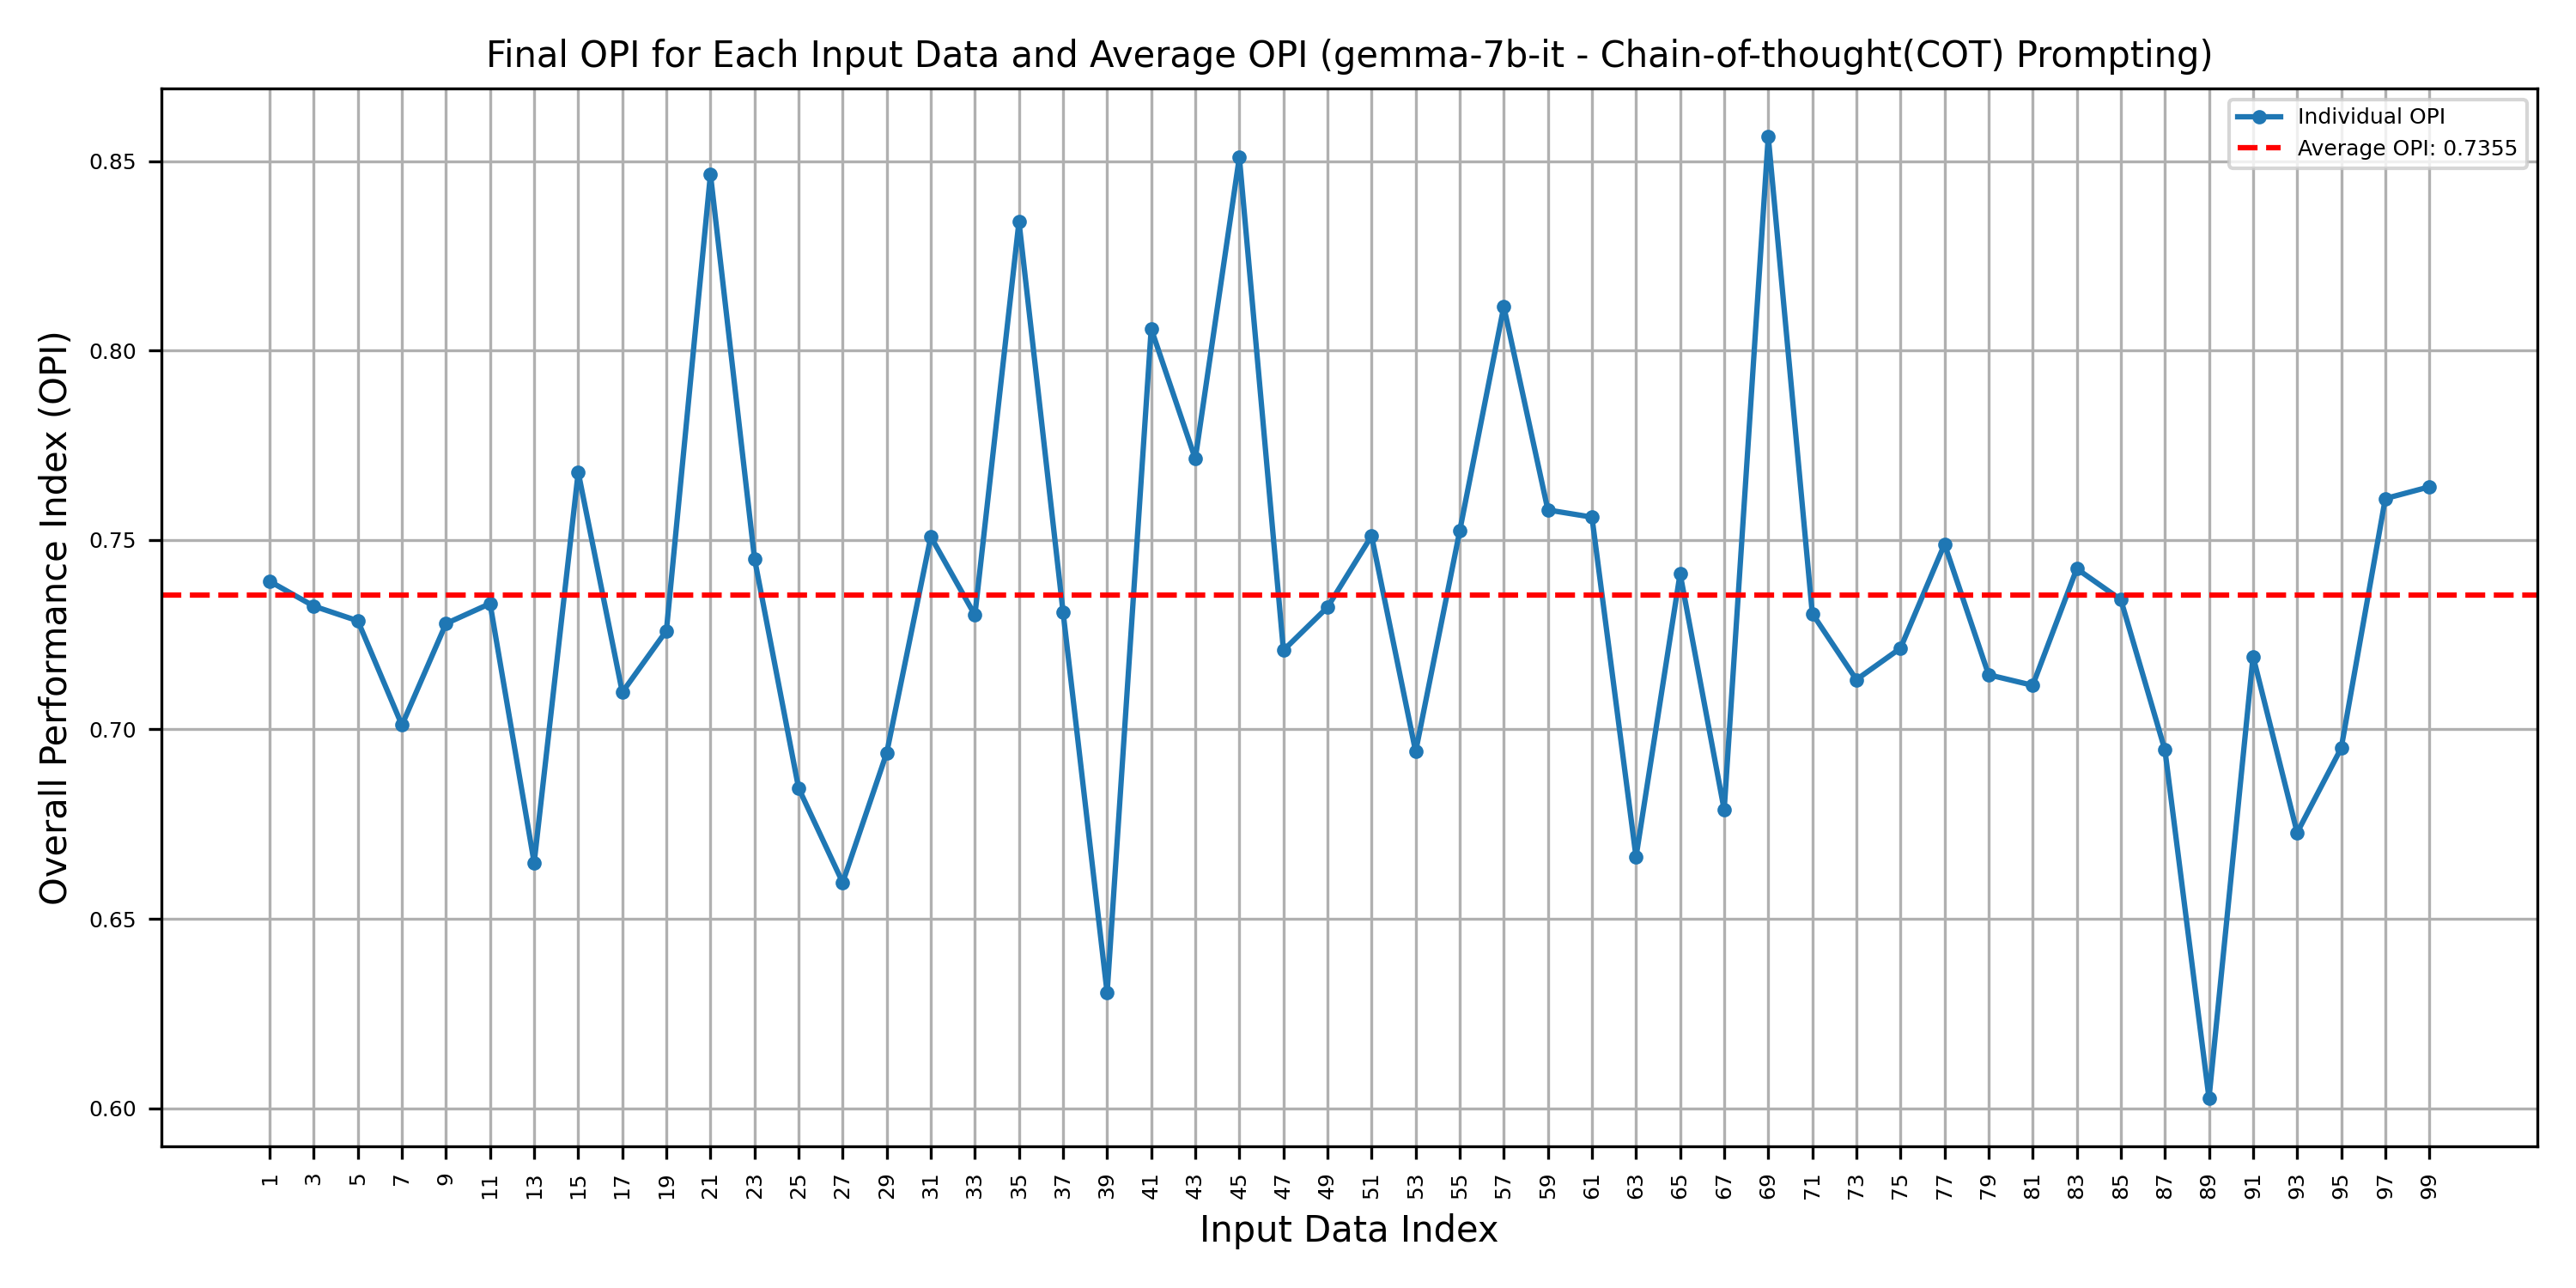 Final OPI for Each Input Data and Average OPI (gemma-7b-it - Chain-of-thought(COT) Prompting)
Individual OPI
Average OPI: 0.7355
Overall Performance Index (OPI)
0.85
0.80
0.75
0.70
0.65
0.60
1 3 5 7 9 11 13 15 17 19 21 23 25 27 29 31 33 35 37 39 41 43 45 47 49 51 53 55 57 59 61 63 65 67 69 71 73 75 77 79 81 83 85 87 89 91 93 95 97 99
Input Data Index